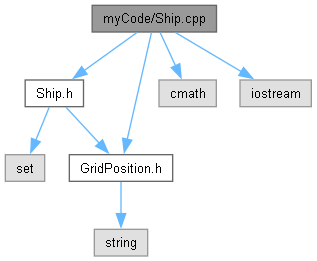 myCode/Ship.cpp
Ship.h
cmath
iostream
set
GridPosition.h
string